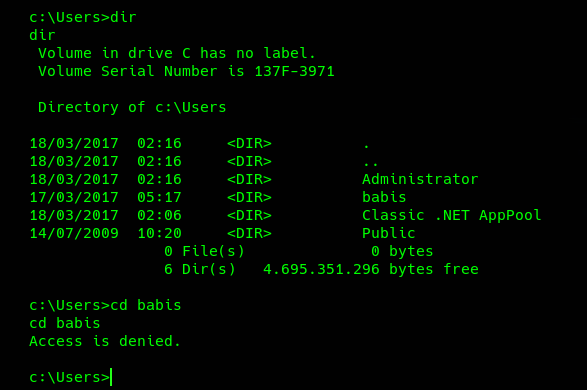 c:\Users>dir
dir
 Volume in drive C has no label.
 Volume Serial Number is 137F-3971

 Directory of c:\Users

18/03/2017  02:16     <DIR>          .
18/03/2017  02:16     <DIR>          ..
18/03/2017  02:16     <DIR>          Administrator
17/03/2017  05:17     <DIR>          babis
18/03/2017  02:06     <DIR>          Classic .NET AppPool
14/07/2009  10:20     <DIR>          Public
               0 File(s)              0 bytes
               6 Dir(s)   4.695.351.296 bytes free

c:\Users>cd babis
cd babis
Access is denied.

c:\Users>